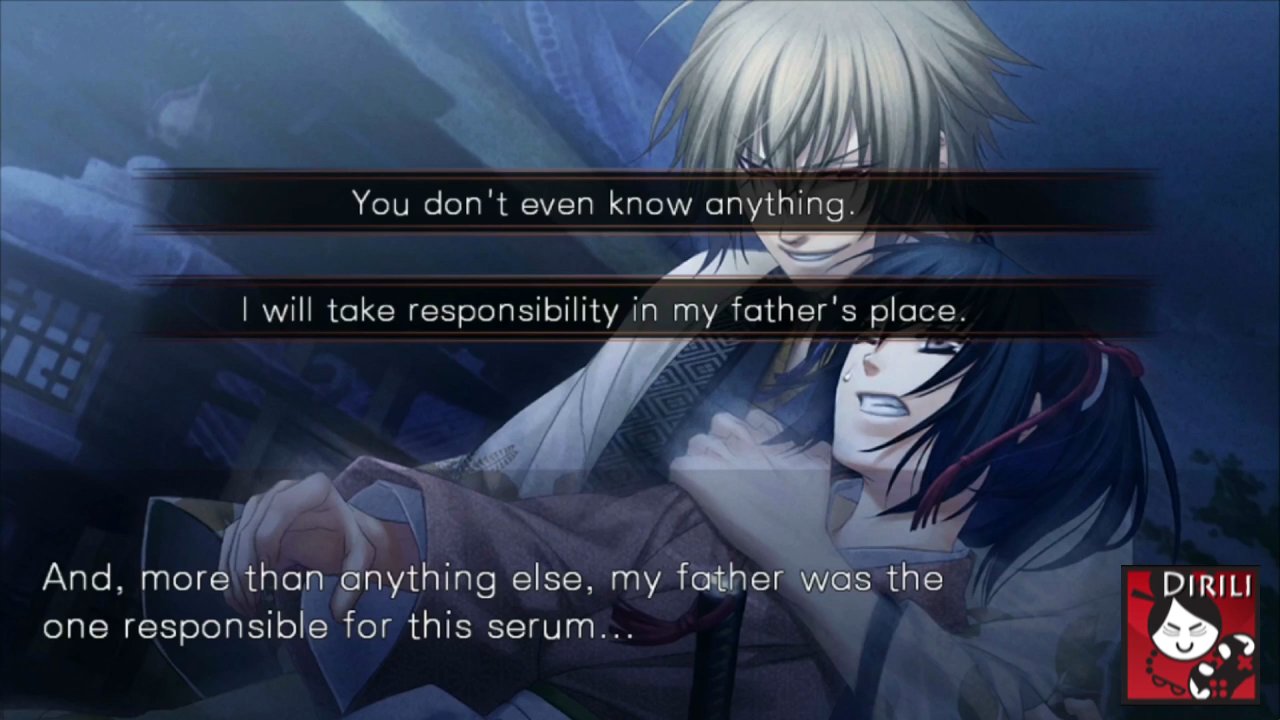 You don't even know anything.
I will take responsibility in my father's place.
And, more than anything else, my father was the
one responsible for this serum...
DIRILI